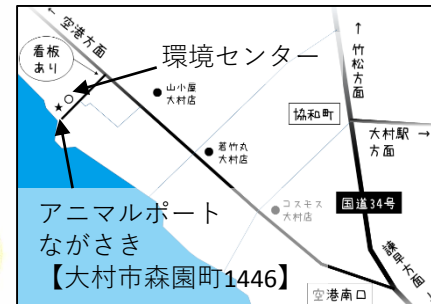 ← 空港方面
看板
あり
環境センター
↑
竹松
方面
山小屋
大村店
協和町
大村駅→
方面
若竹丸
大村店
コスモス
大村店
国道34号
アニマルポート
ながさき
【大村市森園町1446】
諫早方面
↓
空港南口